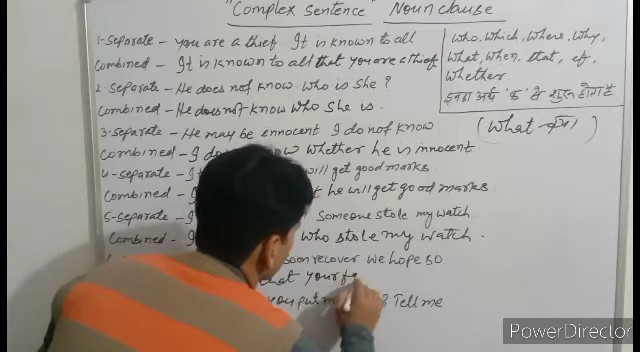 "Complex Sentence" Noun clause
1-Separate - you are a thief It is known to all
Combined - It is known to all that you are a thief
2-Separate - He does not know who is she?
Combined - He does not know who she is.
3-Separate - He may be ennocent I do not know
Combined - I do know whether he is innocent
4-Separate - I will get good marks.
Combined - he will get good marks
5-Separate - I Someone stole my watch
Combined - I who stole my watch.
soon recover we hope so
that your
you put Tell me
who, which, where, why,
what, when, stat, if,
whether.
इनका अर्थ 'क' से शुरू होता है
(what क्या)
PowerDirector